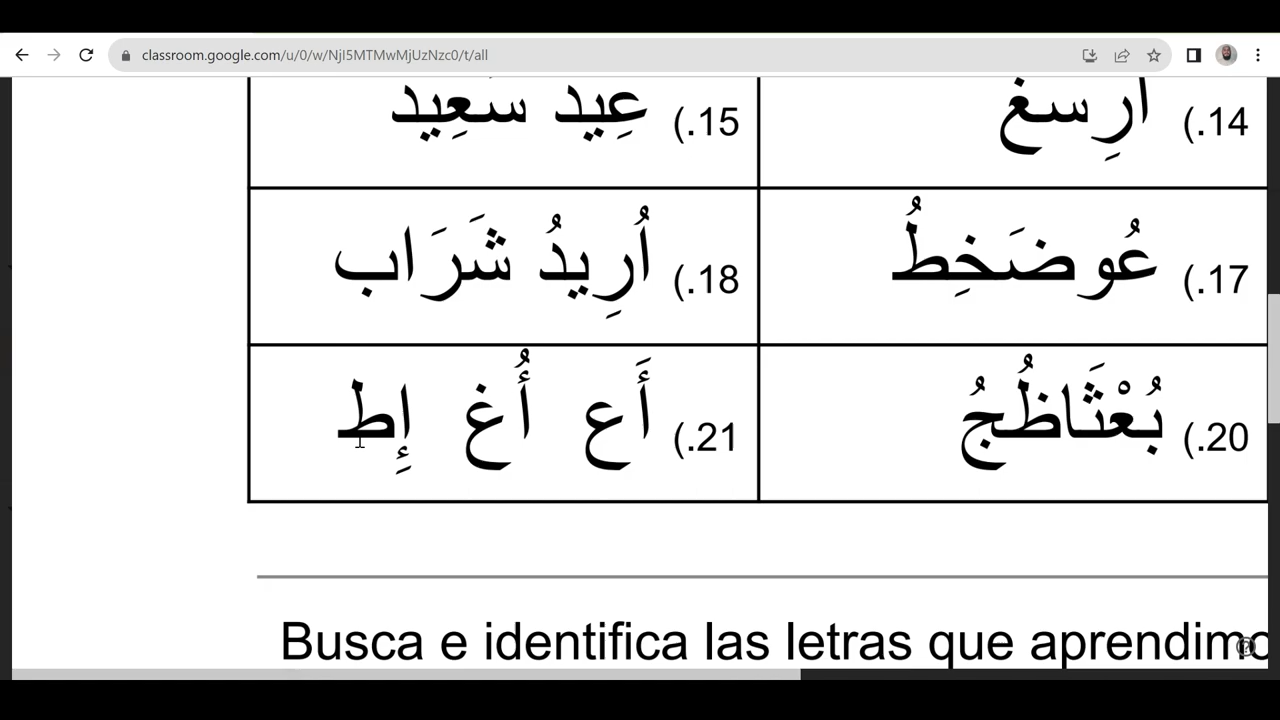 classroom.google.com/u/0/w/NjI5MTMwMjUzNzc0/t/all
14.) أرِسغ
15.) عِيد سَعِيد
17.) عُوضَخِطُ
18.) اُرِيدُ شَرَاب
20.) بُعْثَاظُجُ
21.) أَع أُغ إِظ
Busca e identifica las letras que aprendimo